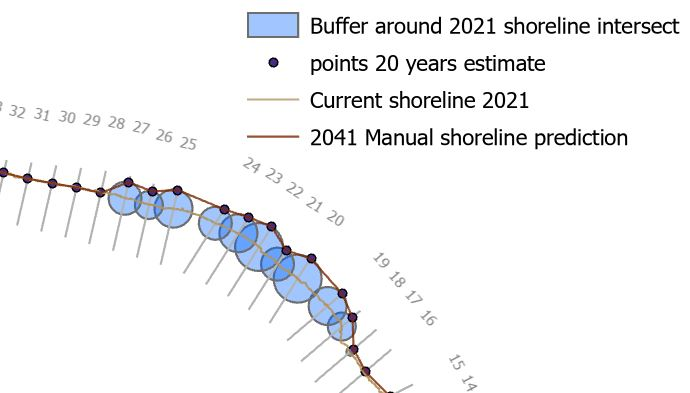 Buffer around 2021 shoreline intersect
points 20 years estimate
Current shoreline 2021
2041 Manual shoreline prediction
32 31 30 29 28 27 26 25
24 23 22 21 20
19 18 17 16
15 14